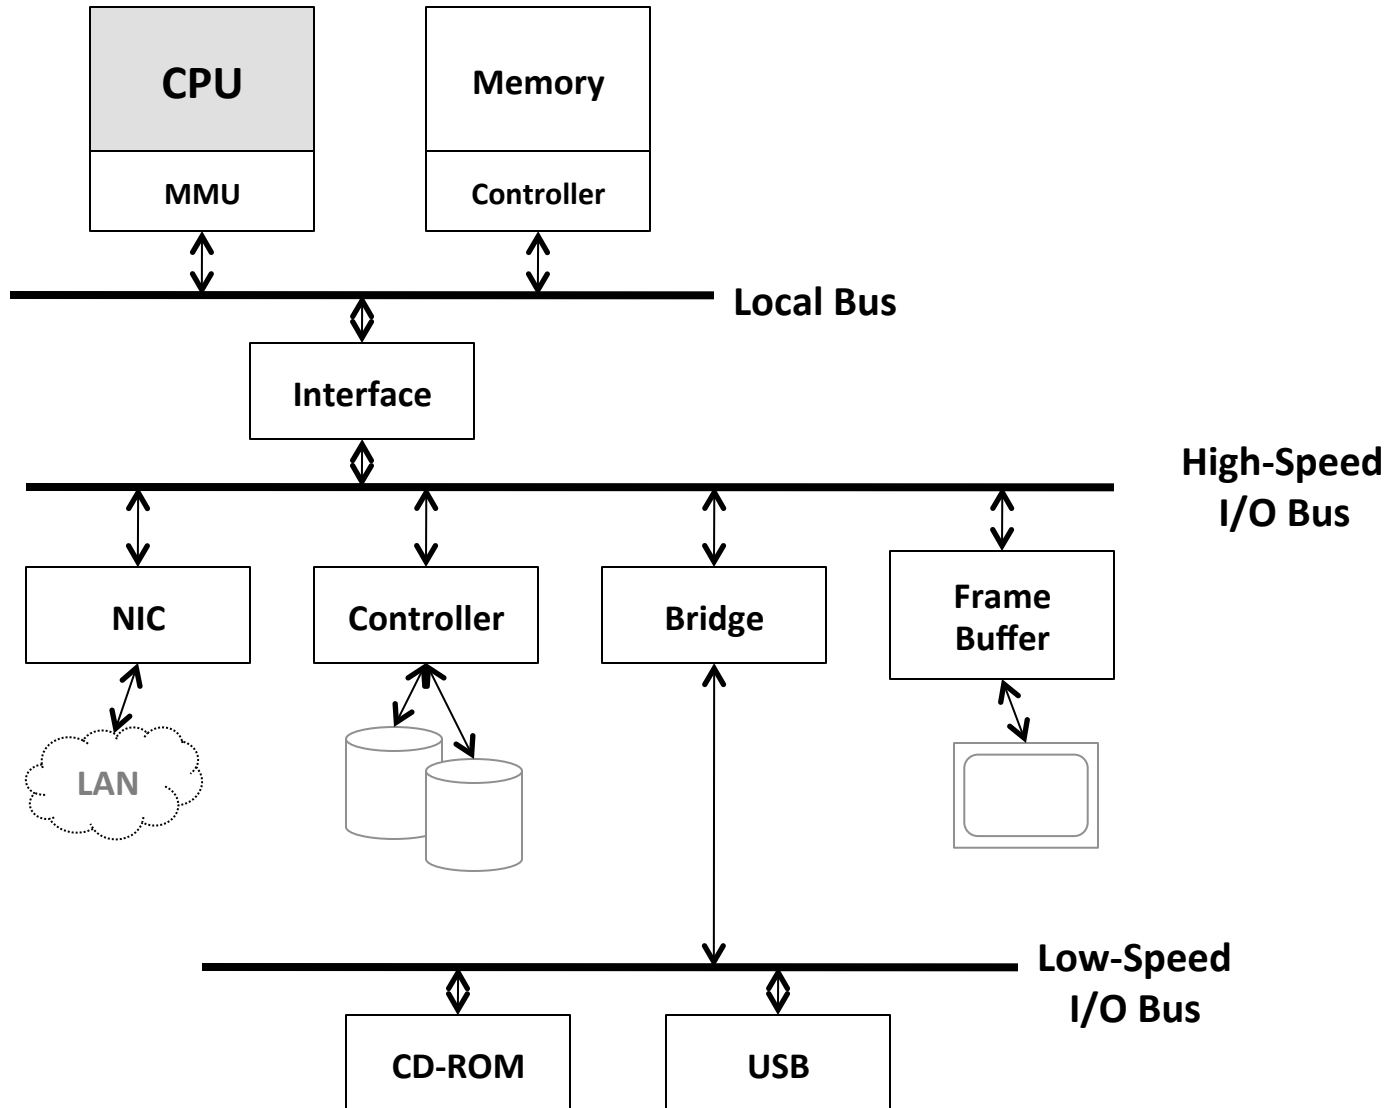 CPU
Memory
MMU
Controller
Local Bus
Interface
High-Speed
I/O Bus
NIC
Controller
Bridge
Frame
Buffer
LAN
Low-Speed
I/O Bus
CD-ROM
USB